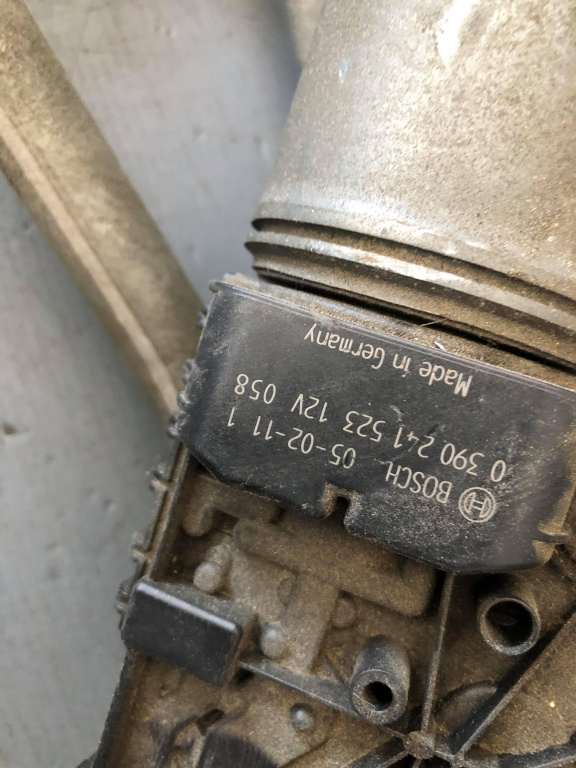 BOSCH 05-02-11 1
0 390 241 523 12V 058
Made in Germany